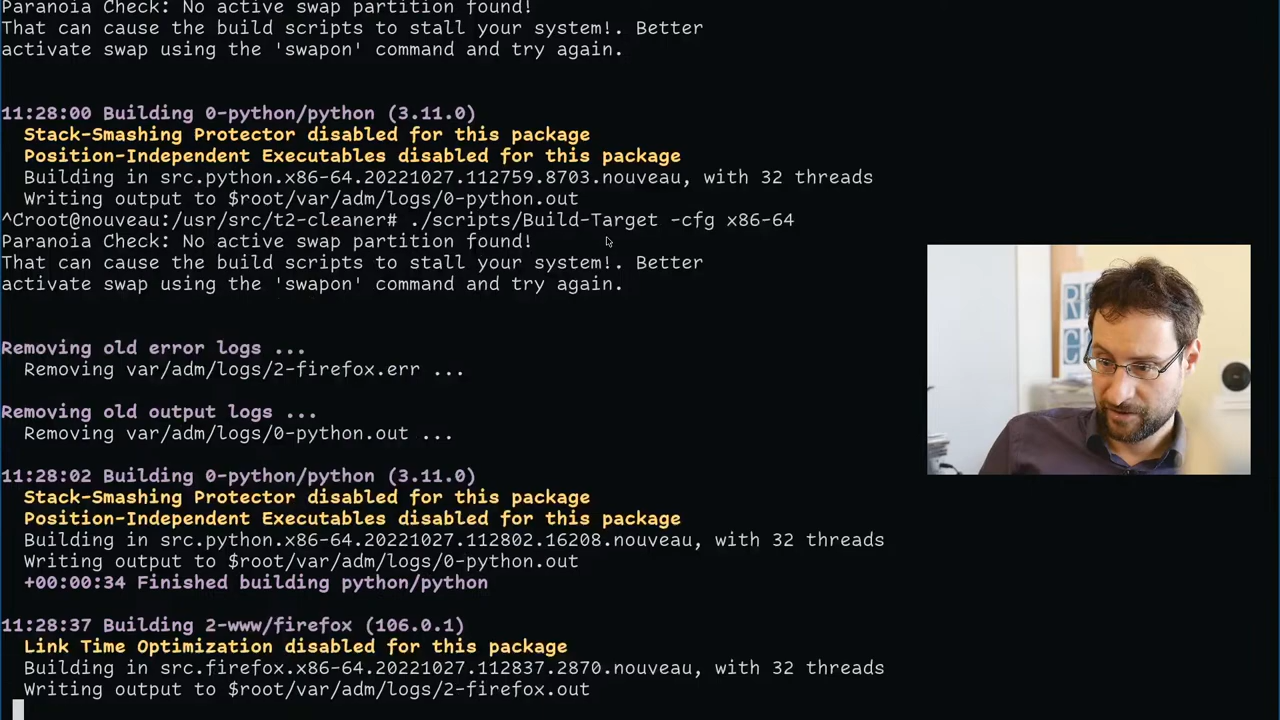 Paranoia Check: No active swap partition found!
That can cause the build scripts to stall your system!. Better
activate swap using the 'swapon' command and try again.
11:28:00 Building 0-python/python (3.11.0)
Stack-Smashing Protector disabled for this package
Position-Independent Executables disabled for this package
Building in src.python.x86-64.20221027.112759.8703.nouveau, with 32 threads
Writing output to $root/var/adm/logs/0-python.out
^Croot@nouveau:/usr/src/t2-cleaner# ./scripts/Build-Target -cfg x86-64
Paranoia Check: No active swap partition found!
That can cause the build scripts to stall your system!. Better
activate swap using the 'swapon' command and try again.
Removing old error logs ...
Removing var/adm/logs/2-firefox.err ...
Removing old output logs ...
Removing var/adm/logs/0-python.out ...
11:28:02 Building 0-python/python (3.11.0)
Stack-Smashing Protector disabled for this package
Position-Independent Executables disabled for this package
Building in src.python.x86-64.20221027.112802.16208.nouveau, with 32 threads
Writing output to $root/var/adm/logs/0-python.out
+00:00:34 Finished building python/python
11:28:37 Building 2-www/firefox (106.0.1)
Link Time Optimization disabled for this package
Building in src.firefox.x86-64.20221027.112837.2870.nouveau, with 32 threads
Writing output to $root/var/adm/logs/2-firefox.out